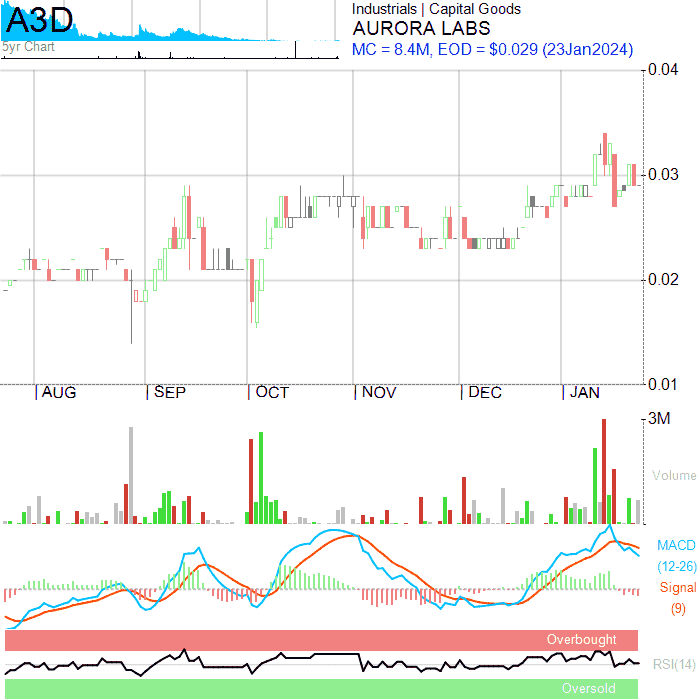 A3D
5yr Chart
Industrials | Capital Goods
AURORA LABS
MC = 8.4M, EOD = $0.029 (23Jan2024)
0.04
0.03
0.02
0.01
AUG
SEP
OCT
NOV
DEC
JAN
3M
Volume
MACD
(12-26)
Signal
(9)
Overbought
RSI(14)
Oversold